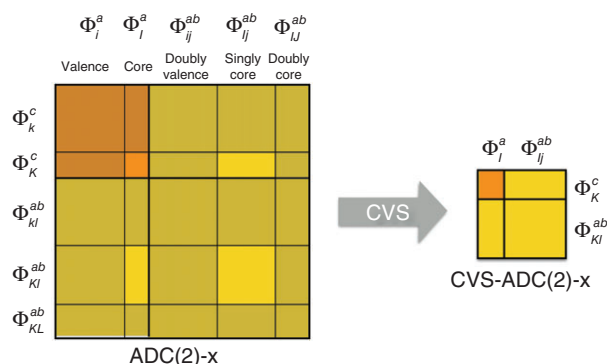 Φ_i^a Φ_I^a Φ_ij^ab Φ_Ij^ab Φ_IJ^ab
Valence Core Doubly valence Singly core Doubly core
Φ_k^c
Φ_K^c
Φ_kl^ab
Φ_Kl^ab
Φ_KL^ab
ADC(2)-x
CVS
Φ_I^a Φ_Ij^ab
Φ_K^c
Φ_Kl^ab
CVS-ADC(2)-x